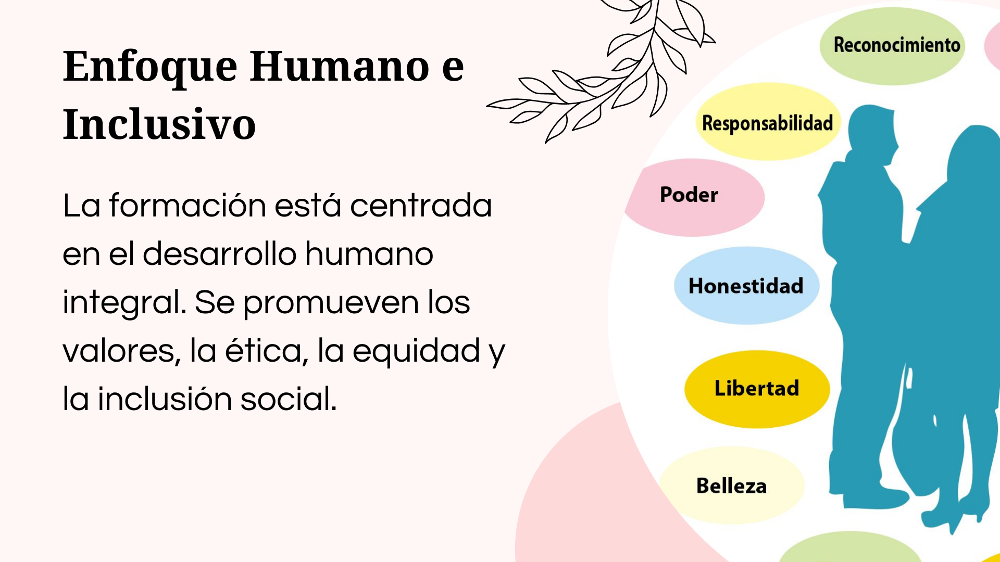 Enfoque Humano e
Inclusivo
La formación está centrada
en el desarrollo humano
integral. Se promueven los
valores, la ética, la equidad y
la inclusión social.
Reconocimiento
Responsabilidad
Poder
Honestidad
Libertad
Belleza